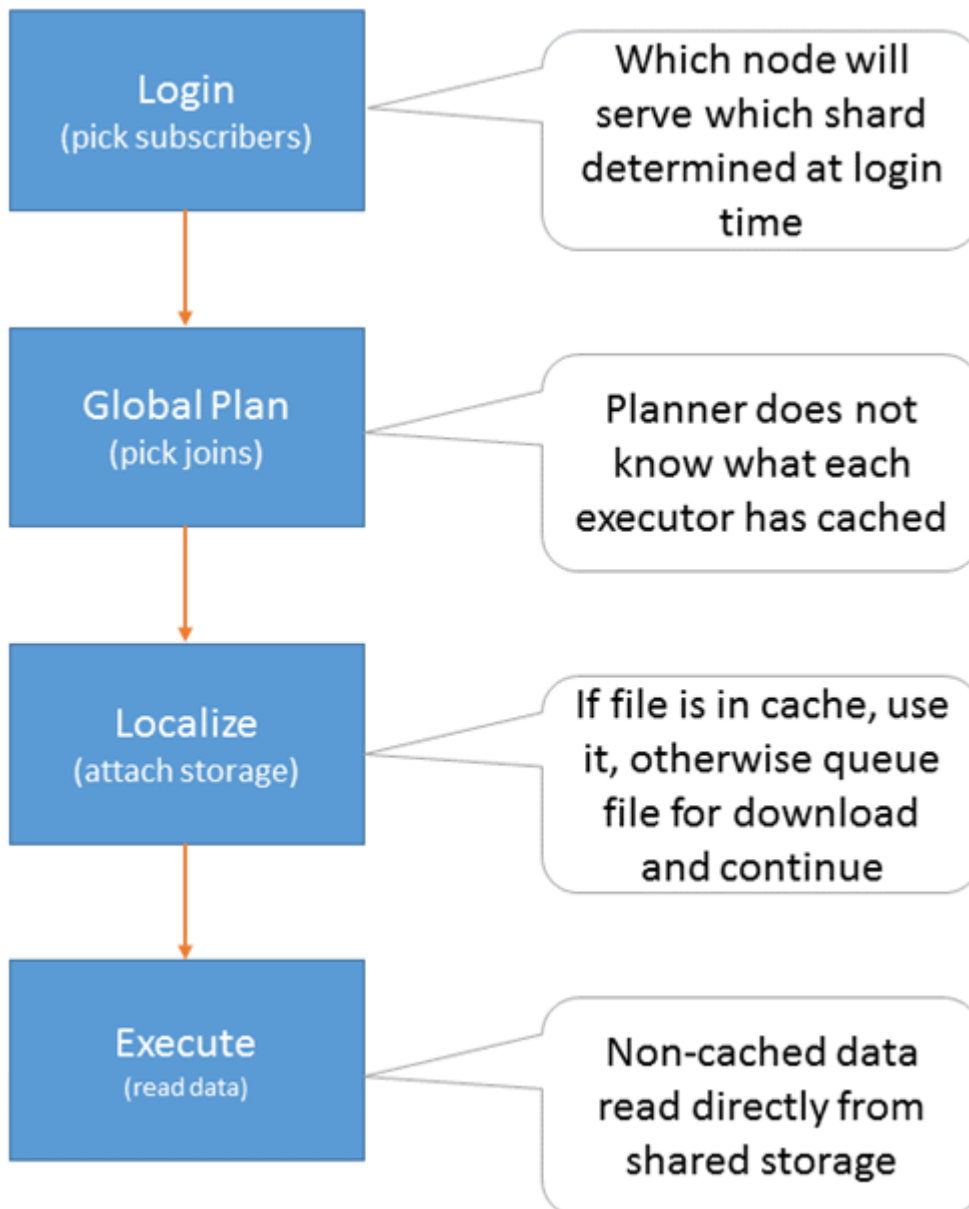 Login
(pick subscribers)
Which node will
serve which shard
determined at login
time
Global Plan
(pick joins)
Planner does not
know what each
executor has cached
Localize
(attach storage)
If file is in cache, use
it, otherwise queue
file for download
and continue
Execute
(read data)
Non-cached data
read directly from
shared storage